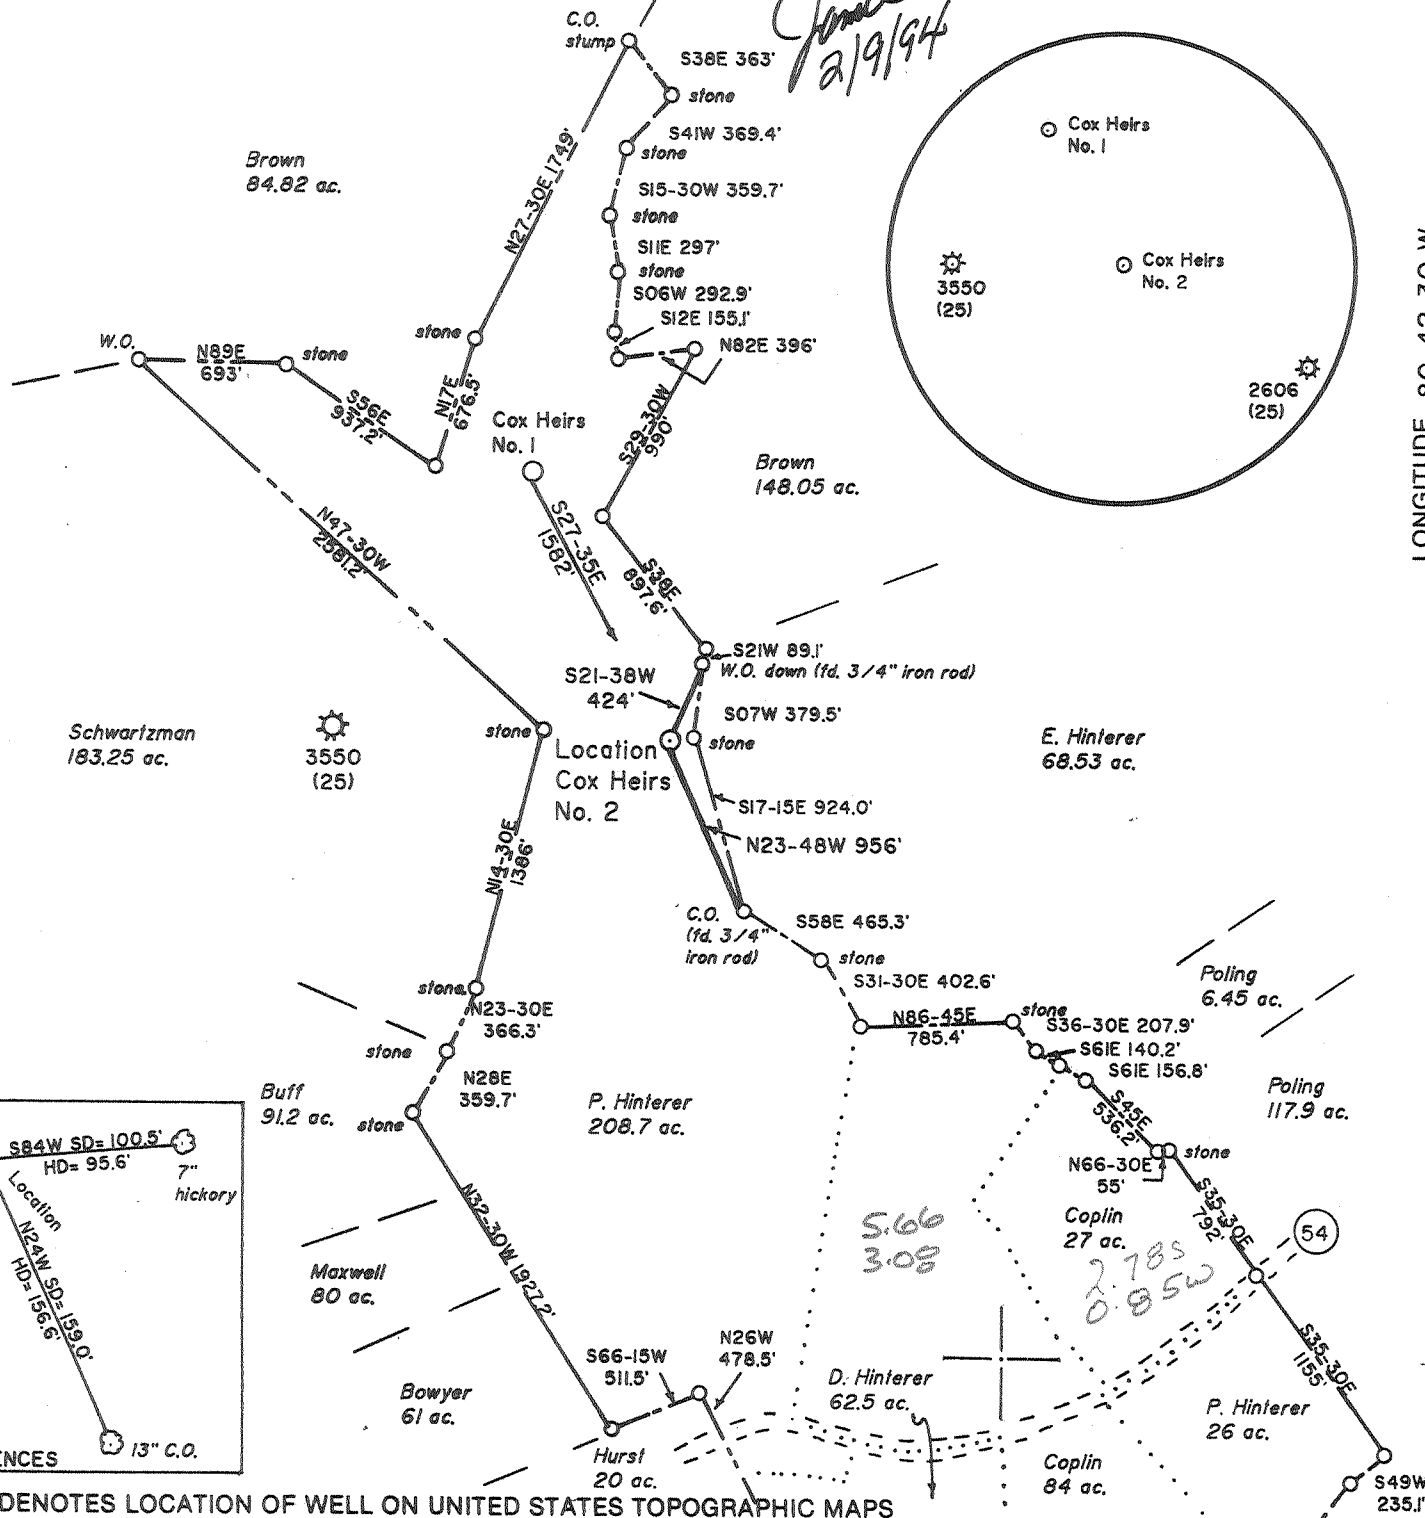 C.O.
stump
S38E 363'
stone
2/9/94
S41W 369.4'
stone
Brown
84.82 ac.
N27-30E 1749'
S15-30W 359.7'
stone
S11E 297'
stone
S06W 292.9'
S12E 155.1'
N82E 396'
Cox Heirs
No. 1
Cox Heirs
No. 2
3550
(25)
2606
(25)
stone
W.O.
N89E
693'
stone
S56E
937.2'
N17E
676.5'
Cox Heirs
No. 1
S29-30W
990'
Brown
148.05 ac.
N47-30W
2581.2'
S27-35E
1582'
S38E
897.6'
S21W 89.1'
W.O. down (fd. 3/4" iron rod)
S21-38W
424'
S07W 379.5'
stone
Schwartzman
183.25 ac.
3550
(25)
stone
Location
Cox Heirs
No. 2
E. Hinterer
68.53 ac.
S17-15E 924.0'
N23-48W 956'
N14-30E
1386'
C.O.
(fd. 3/4"
iron rod)
S58E 465.3'
stone
S31-30E 402.6'
Poling
6.45 ac.
stone
N23-30E
366.3'
N86-45E
785.4'
stone
S36-30E 207.9'
S61E 140.2'
S61E 156.8'
stone
Buff
91.2 ac.
N28E
359.7'
stone
P. Hinterer
208.7 ac.
S45E
536.2'
Poling
117.9 ac.
N66-30E
55'
stone
S84W SD= 100.5'
HD= 95.6'
7"
hickory
Location
N24W SD= 159.0'
HD= 156.6'
13" C.O.
N32-30W 1927.2'
Coplin
27 ac.
S35-30E
792'
54
5.66
3.08
2.78S
0.85W
Maxwell
80 ac.
S35-30E
1155'
S66-15W
511.5'
N26W
478.5'
D. Hinterer
62.5 ac.
Bowyer
61 ac.
P. Hinterer
26 ac.
Hurst
20 ac.
Coplin
84 ac.
S49W
235.1'
DENOTES LOCATION OF WELL ON UNITED STATES TOPOGRAPHIC MAPS